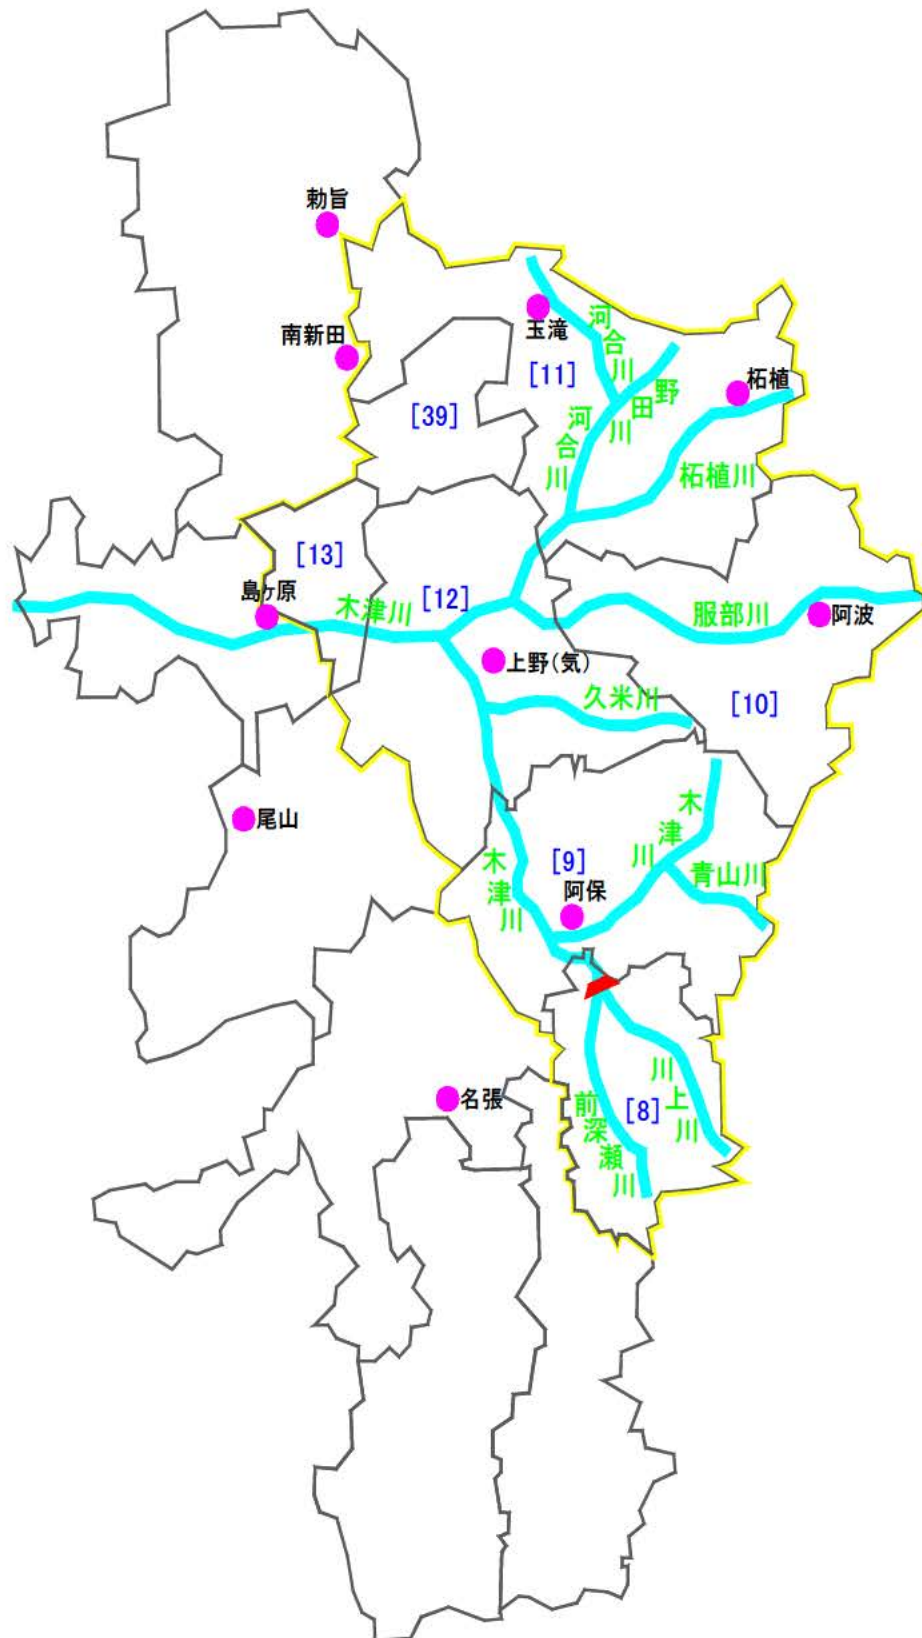 勅旨
南新田
玉滝
河合川
[11]
野田川
柘植
[39]
河合川
柘植川
[13]
島ヶ原
木津川
[12]
服部川
阿波
上野(気)
久米川
[10]
尾山
木津川
木津川
[9]
青山川
阿保
名張
川上川
前深瀬川
[8]